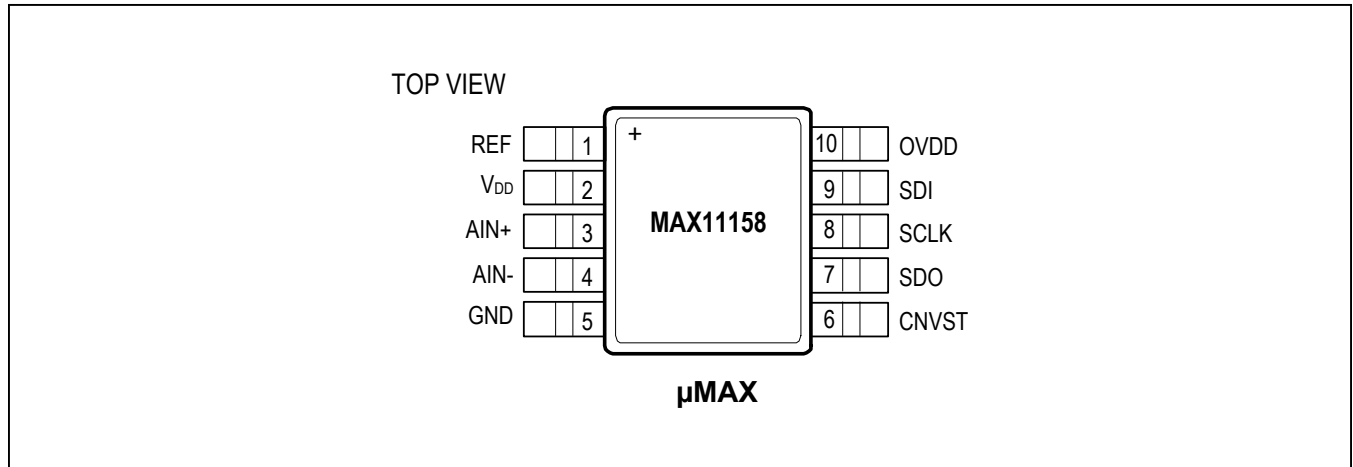 TOP VIEW
REF 1 + 10 OVDD
VDD 2 9 SDI
AIN+ 3 MAX11158 8 SCLK
AIN- 4 7 SDO
GND 5 6 CNVST
µMAX